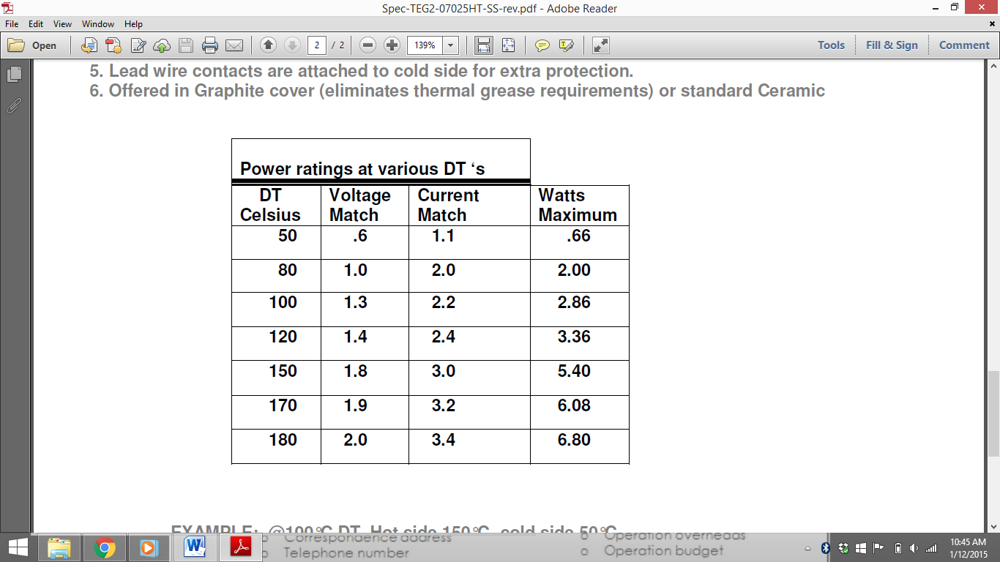 Spec-TEG2-07025HT-SS-rev.pdf - Adobe Reader
File Edit View Window Help
Open 2 / 2 139% Tools Fill & Sign Comment
5. Lead wire contacts are attached to cold side for extra protection.
6. Offered in Graphite cover (eliminates thermal grease requirements) or standard Ceramic
Power ratings at various DT ‘s
DT Celsius Voltage Match Current Match Watts Maximum
50 .6 1.1 .66
80 1.0 2.0 2.00
100 1.3 2.2 2.86
120 1.4 2.4 3.36
150 1.8 3.0 5.40
170 1.9 3.2 6.08
180 2.0 3.4 6.80
EXAMPLE: @100°C DT, Hot side 150°C, cold side 50°C
o Correspondence address o Operation overheads
o Telephone number o Operation budget
10:45 AM
1/12/2015